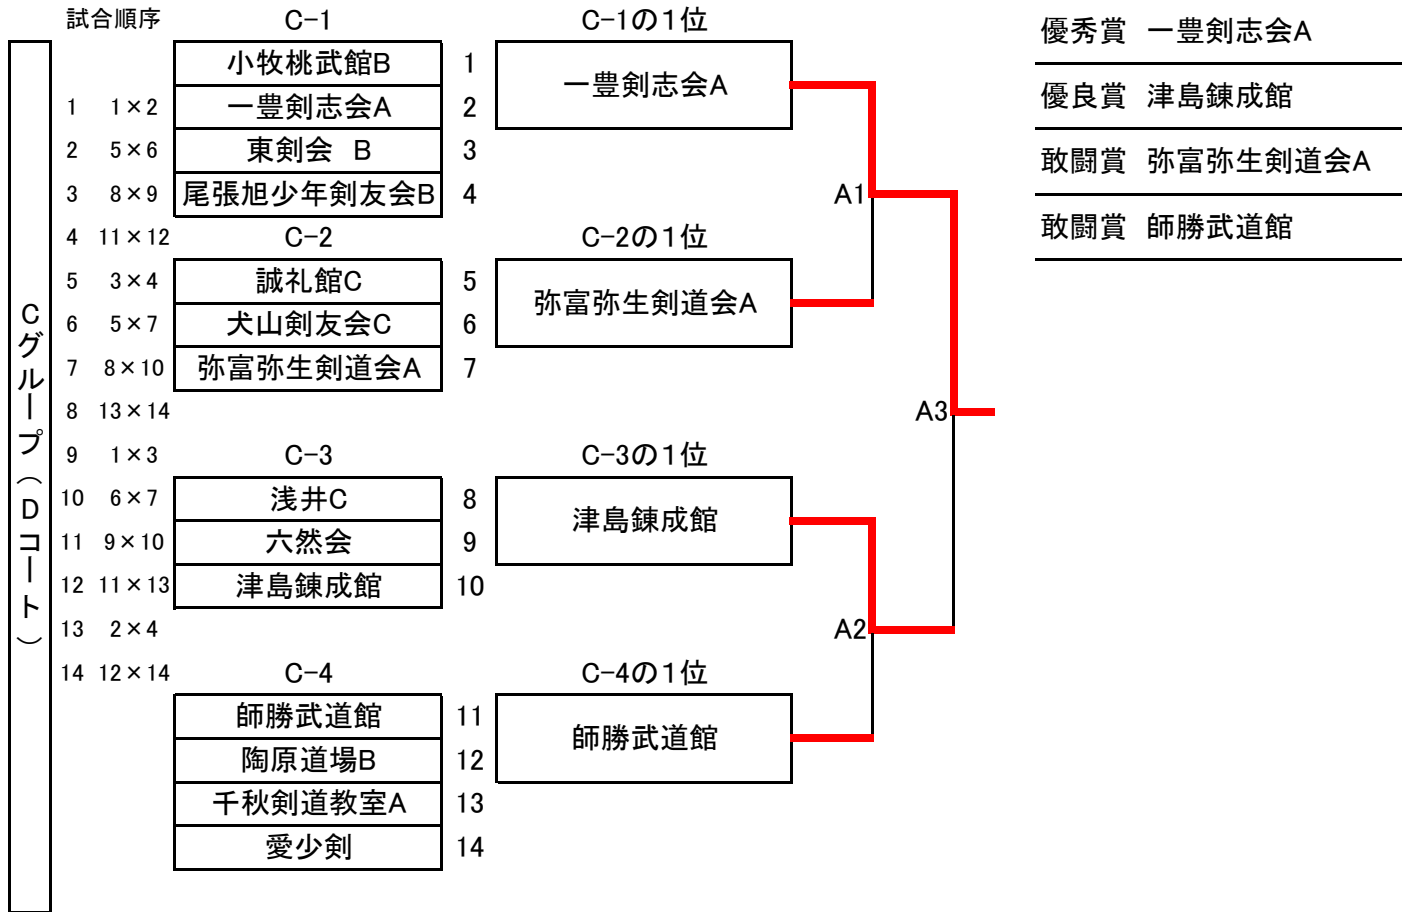 試合順序 C-1 C-1の1位
優秀賞 一豊剣志会A
小牧桃武館B 1
一豊剣志会A
1 1×2 一豊剣志会A 2
優良賞 津島錬成館
2 5×6 東剣会 B 3
敢闘賞 弥富弥生剣道会A
3 8×9 尾張旭少年剣友会B 4
A1
敢闘賞 師勝武道館
4 11×12 C-2 C-2の1位
5 3×4 誠礼館C 5
弥富弥生剣道会A
6 5×7 犬山剣友会C 6
7 8×10 弥富弥生剣道会A 7
8 13×14
A3
9 1×3 C-3 C-3の1位
10 6×7 浅井C 8
津島錬成館
11 9×10 六然会 9
12 11×13 津島錬成館 10
13 2×4
A2
14 12×14 C-4 C-4の1位
師勝武道館 11
師勝武道館
陶原道場B 12
千秋剣道教室A 13
愛少剣 14
Cグループ(Dコート)